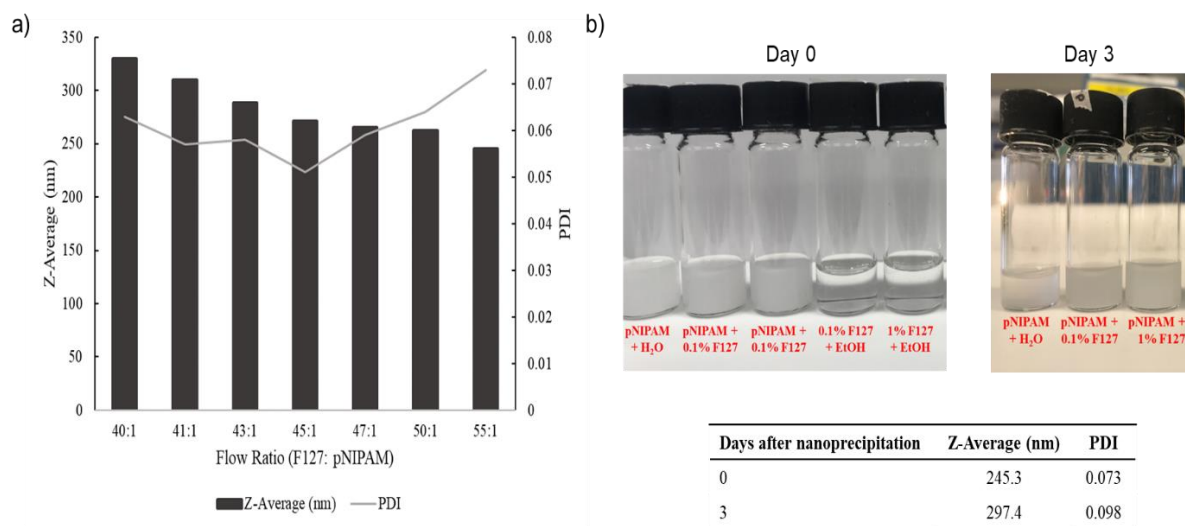 a)
350
300
250
200
150
100
50
0
Z-Average (nm)
0.08
0.07
0.06
0.05
0.04
0.03
0.02
0.01
0
PDI
40:1 41:1 43:1 45:1 47:1 50:1 55:1
Flow Ratio (F127: pNIPAM)
Z-Average (nm) PDI
b)
Day 0
pNIPAM + H₂O
pNIPAM + 0.1% F127
pNIPAM + 0.1% F127
0.1% F127 + EtOH
1% F127 + EtOH
Day 3
pNIPAM + H₂O
pNIPAM + 0.1% F127
pNIPAM + 1% F127
Days after nanoprecipitation Z-Average (nm) PDI
0 245.3 0.073
3 297.4 0.098